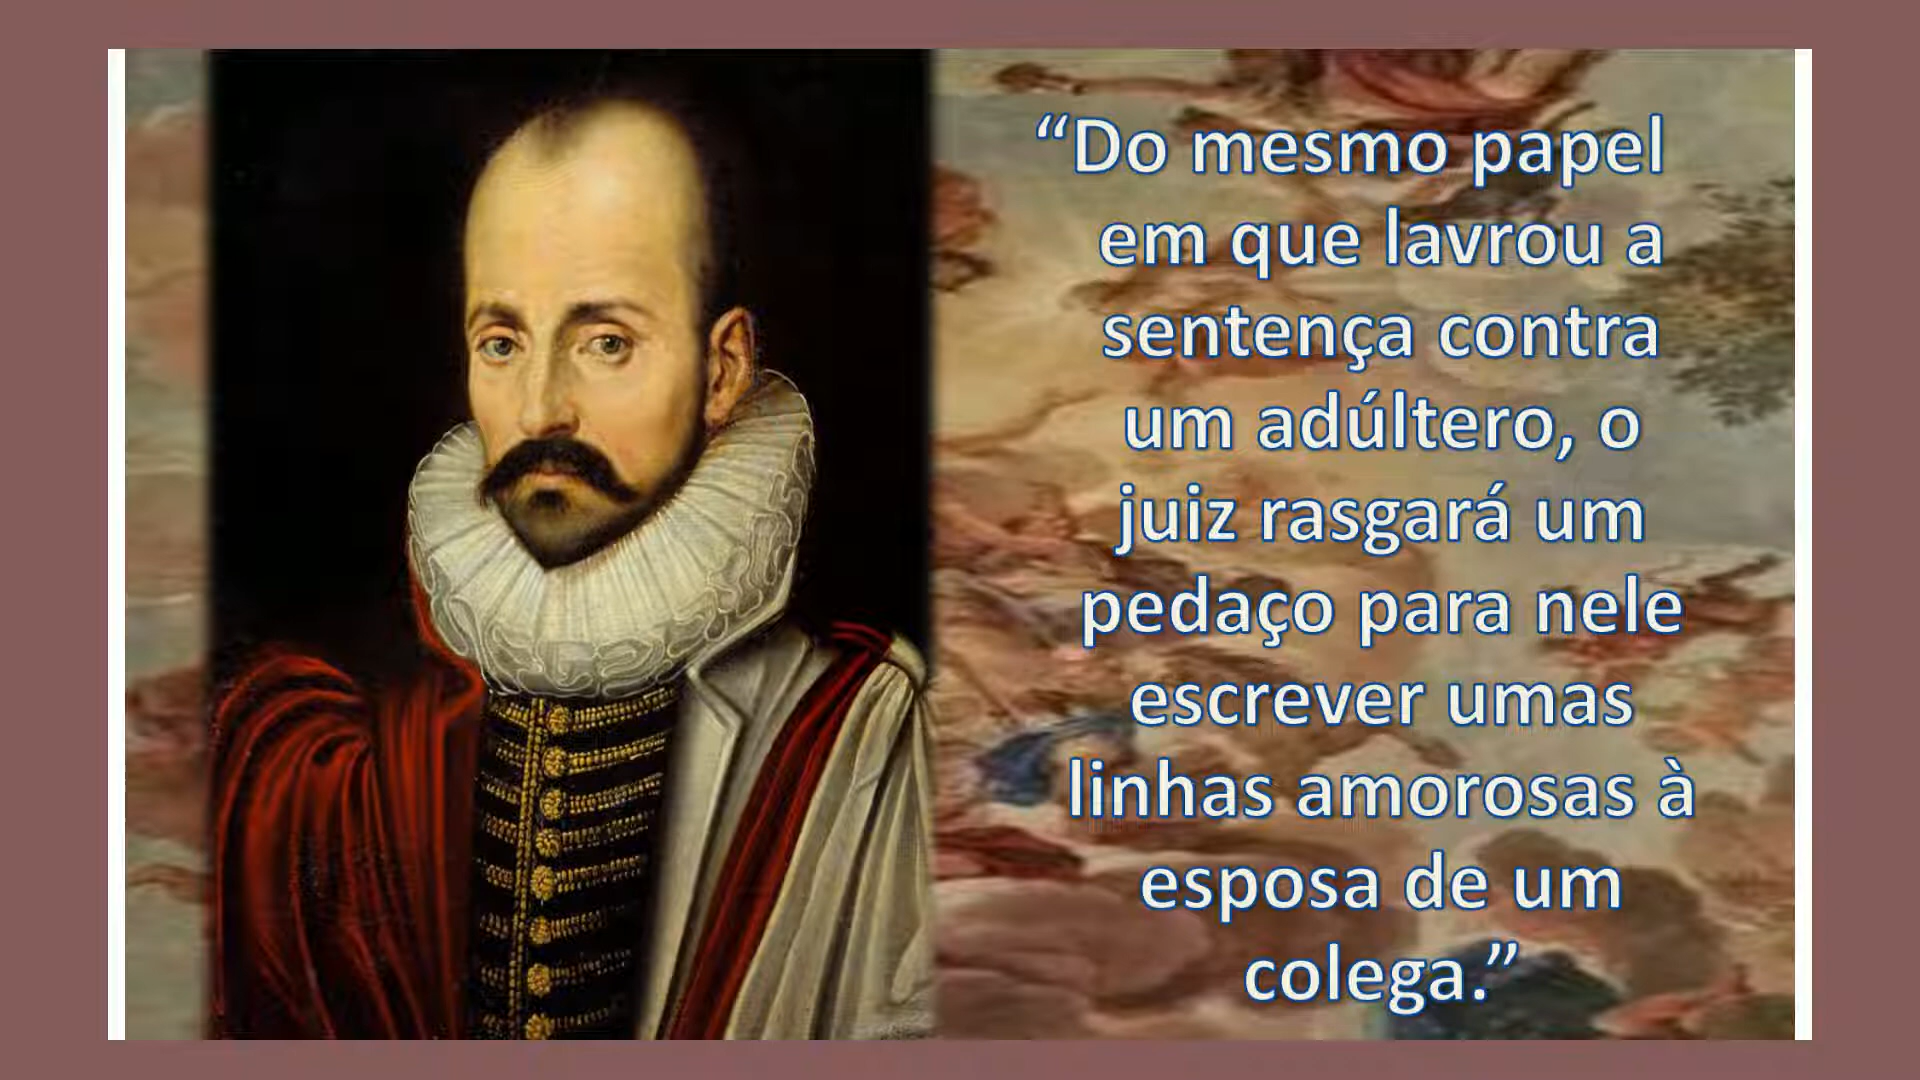 “Do mesmo papel
em que lavrou a
sentença contra
um adúltero, o
juiz rasgará um
pedaço para nele
escrever umas
linhas amorosas à
esposa de um
colega.”